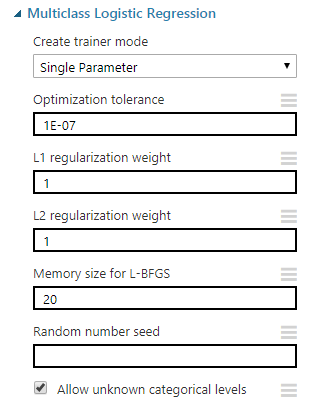 Multiclass Logistic Regression
Create trainer mode
Single Parameter
Optimization tolerance
1E-07
L1 regularization weight
1
L2 regularization weight
1
Memory size for L-BFGS
20
Random number seed
Allow unknown categorical levels